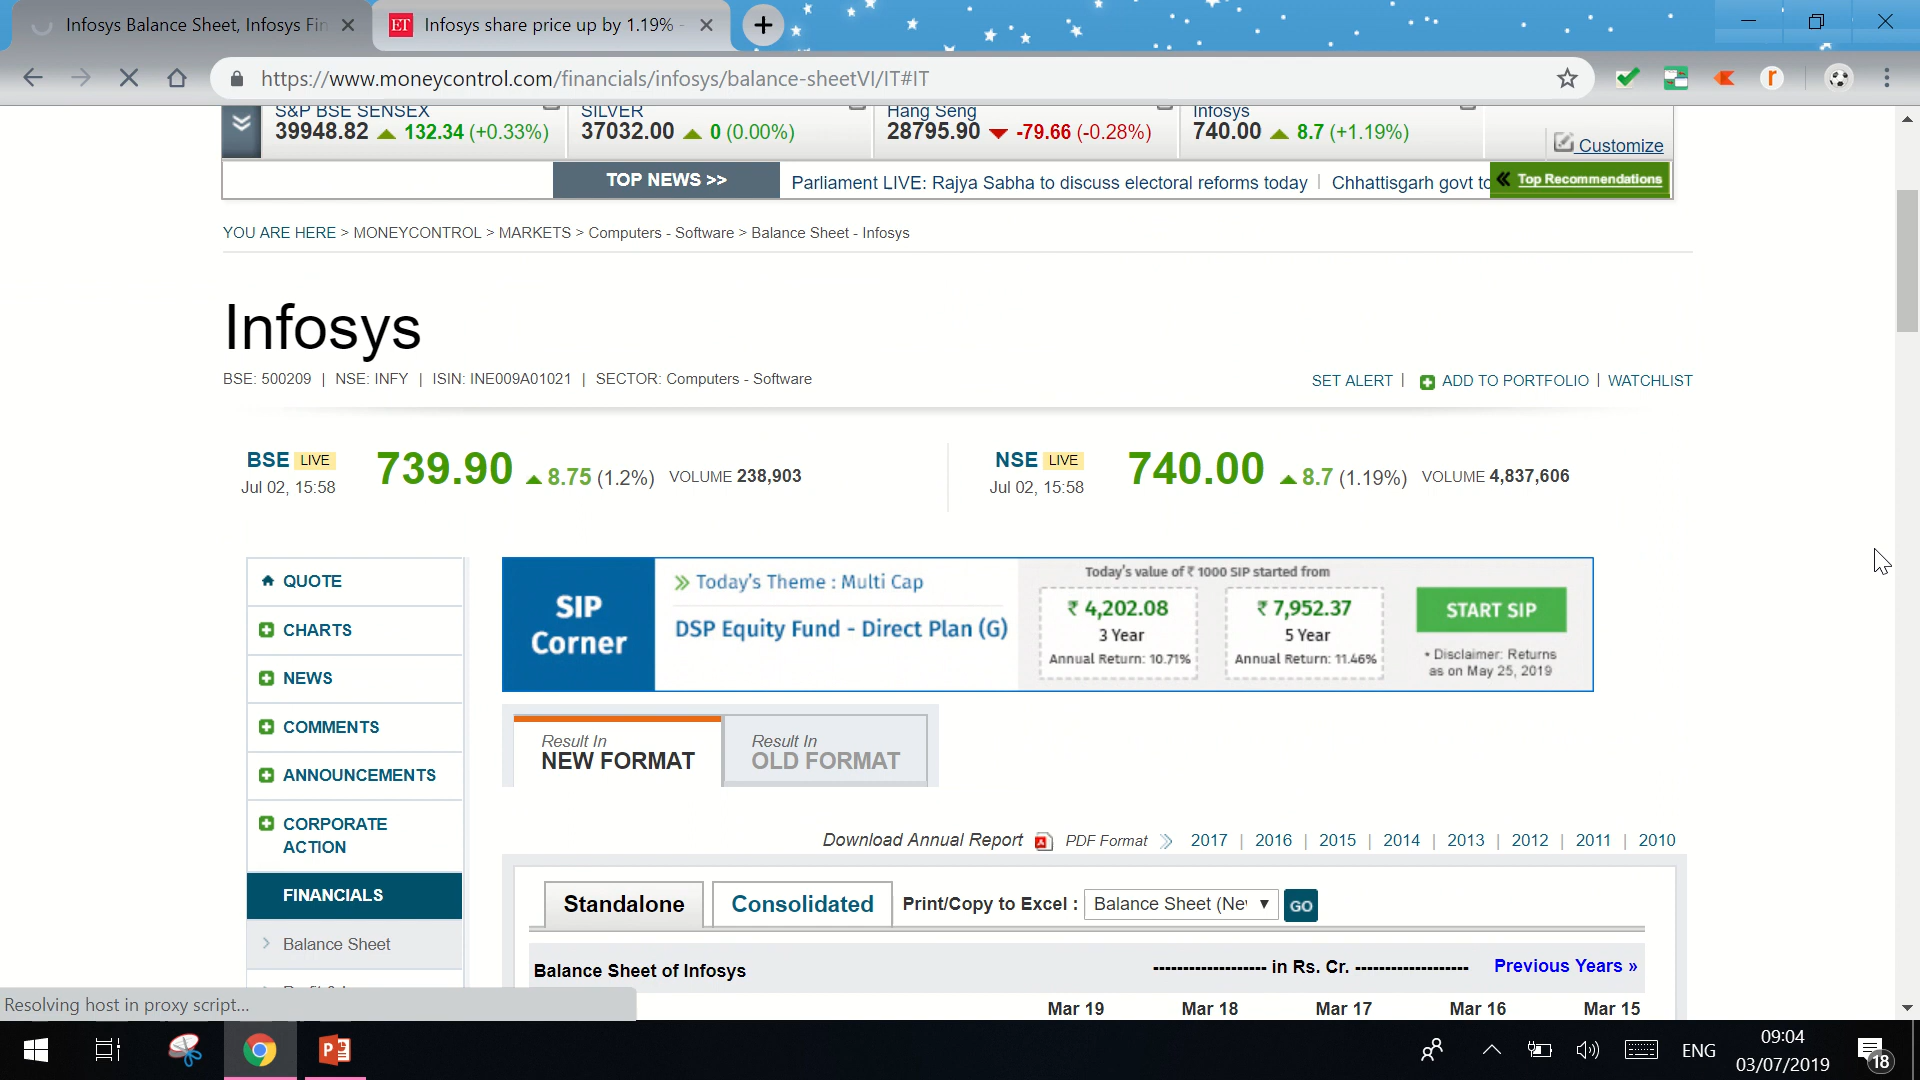 Infosys Balance Sheet, Infosys Fin
ET Infosys share price up by 1.19% -
https://www.moneycontrol.com/financials/infosys/balance-sheetVI/IT#IT
S&P BSE SENSEX
39948.82 132.34 (+0.33%)
SILVER
37032.00 0 (0.00%)
Hang Seng
28795.90 -79.66 (-0.28%)
Infosys
740.00 8.7 (+1.19%)
Customize
TOP NEWS >>
Parliament LIVE: Rajya Sabha to discuss electoral reforms today | Chhattisgarh govt to
Top Recommendations
YOU ARE HERE > MONEYCONTROL > MARKETS > Computers - Software > Balance Sheet - Infosys
Infosys
BSE: 500209 | NSE: INFY | ISIN: INE009A01021 | SECTOR: Computers - Software
SET ALERT | ADD TO PORTFOLIO | WATCHLIST
BSE LIVE
Jul 02, 15:58
739.90 8.75 (1.2%) VOLUME 238,903
NSE LIVE
Jul 02, 15:58
740.00 8.7 (1.19%) VOLUME 4,837,606
QUOTE
CHARTS
NEWS
COMMENTS
ANNOUNCEMENTS
CORPORATE
ACTION
FINANCIALS
Balance Sheet
SIP
Corner
Today's Theme : Multi Cap
DSP Equity Fund - Direct Plan (G)
Today's value of ₹ 1000 SIP started from
₹ 4,202.08
3 Year
Annual Return: 10.71%
₹ 7,952.37
5 Year
Annual Return: 11.46%
START SIP
• Disclaimer: Returns
as on May 25, 2019
Result In
NEW FORMAT
Result In
OLD FORMAT
Download Annual Report PDF Format 2017 | 2016 | 2015 | 2014 | 2013 | 2012 | 2011 | 2010
Standalone
Consolidated
Print/Copy to Excel : Balance Sheet (Ne GO
Balance Sheet of Infosys
------------------- in Rs. Cr. -------------------
Previous Years »
Mar 19 Mar 18 Mar 17 Mar 16 Mar 15
Resolving host in proxy script...
ENG
09:04
03/07/2019
18